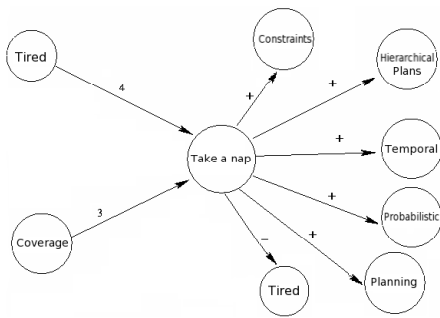 Constraints
Tired
Hierarchical
Plans
4
+
+
+
Take a nap
Temporal
3
+
Probabilistic
Coverage
–
+
Tired
Planning